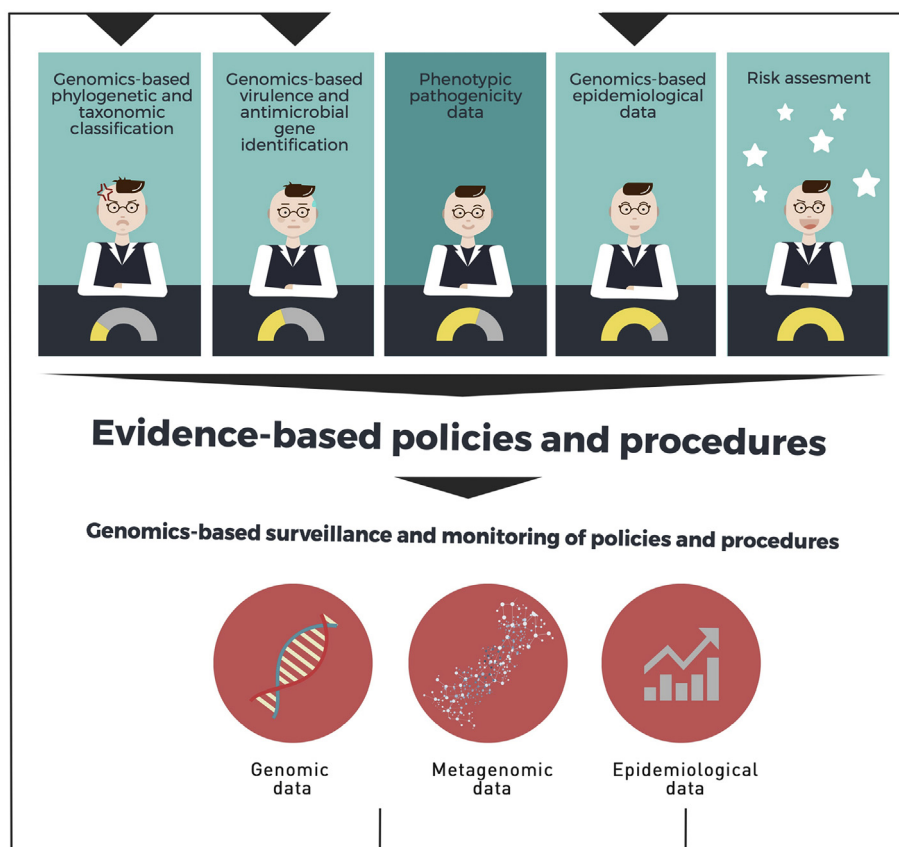 Genomics-based
phylogenetic and
taxonomic
classification
Genomics-based
virulence and
antimicrobial
gene
identification
Phenotypic
pathogenicity
data
Genomics-based
epidemiological
data
Risk assesment
Evidence-based policies and procedures
Genomics-based surveillance and monitoring of policies and procedures
Genomic
data
Metagenomic
data
Epidemiological
data